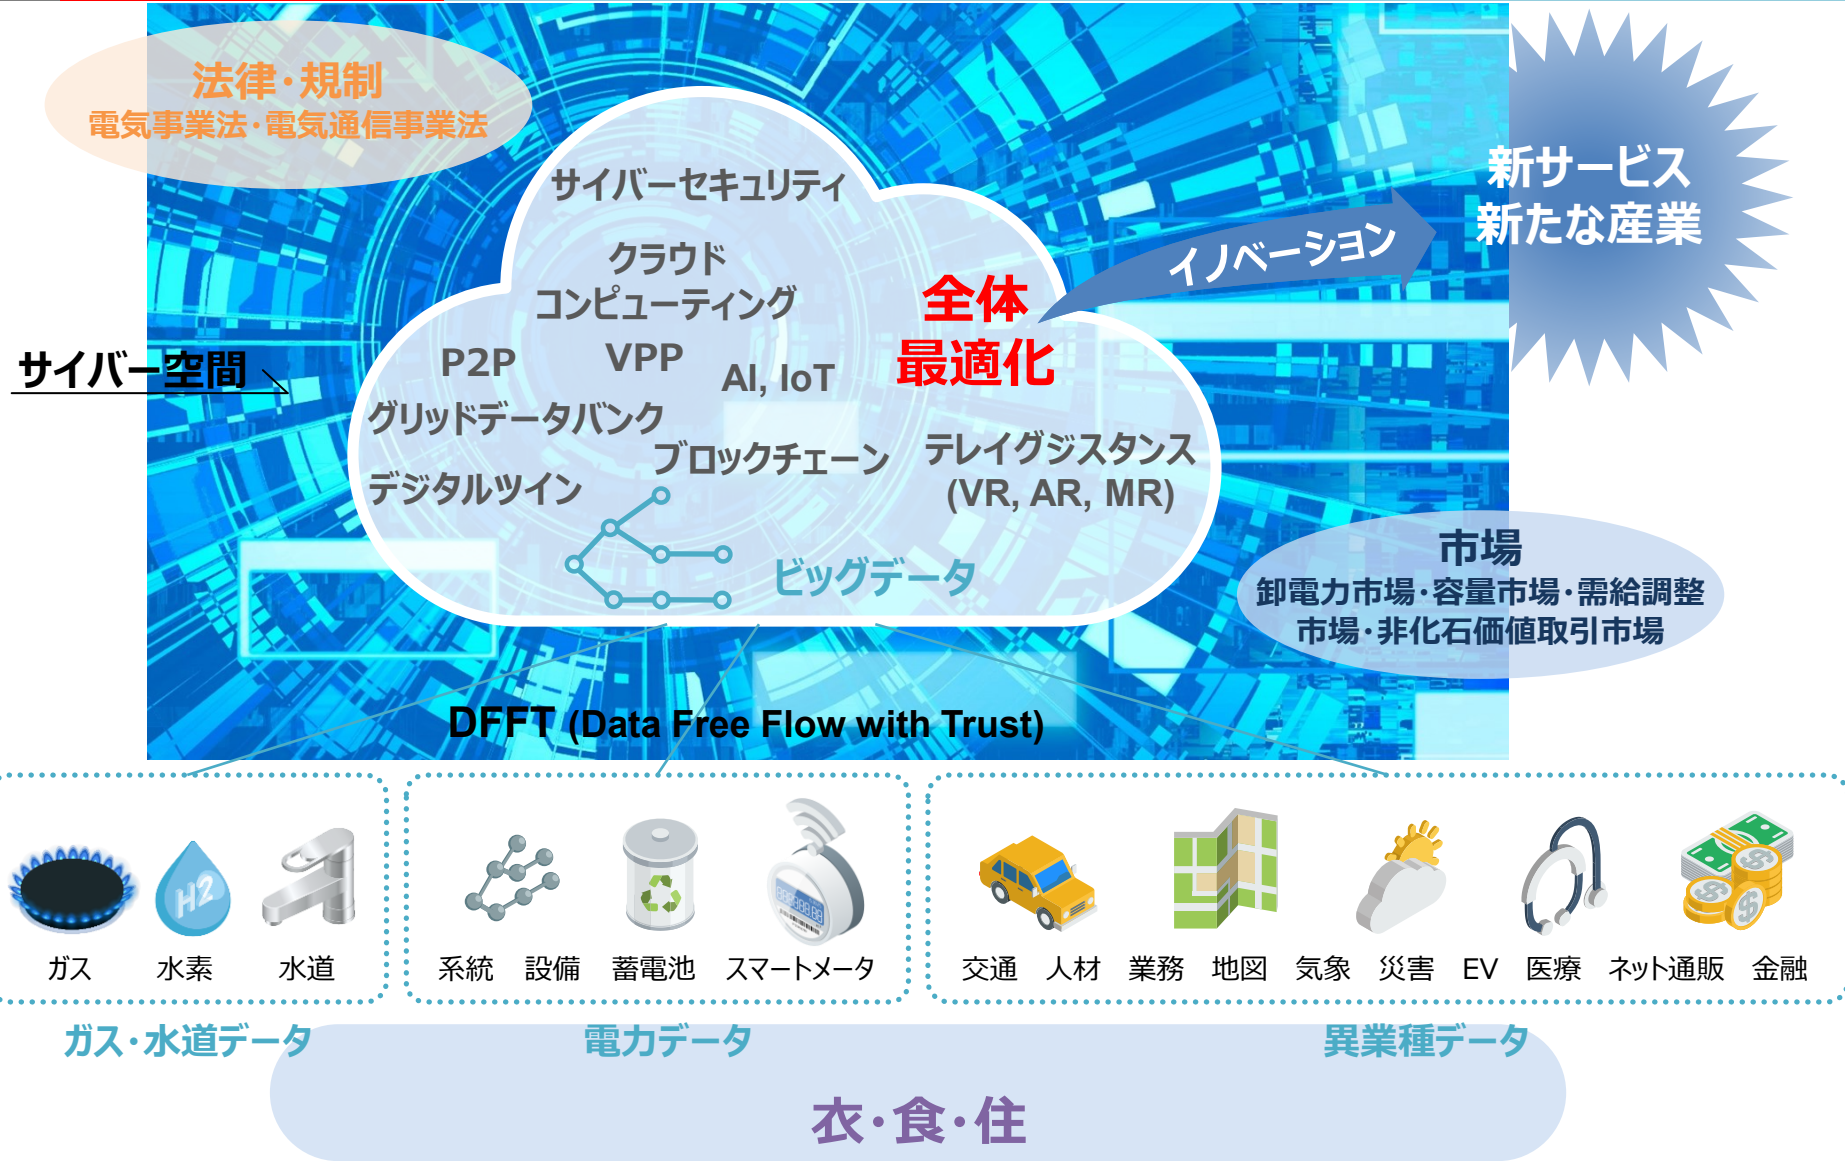 法律・規制
電気事業法・電気通信事業法
サイバーセキュリティ
クラウド
コンピューティング
P2P
VPP
AI, IoT
グリッドデータバンク
ブロックチェーン
デジタルツイン
全体
最適化
テレイグジスタンス
(VR, AR, MR)
ビッグデータ
イノベーション
新サービス
新たな産業
サイバー空間
市場
卸電力市場・容量市場・需給調整
市場・非化石価値取引市場
DFFT (Data Free Flow with Trust)
H2
ガス 水素 水道
系統 設備 蓄電池 スマートメータ
交通 人材 業務 地図 気象 災害 EV 医療 ネット通販 金融
ガス・水道データ
電力データ
異業種データ
衣・食・住